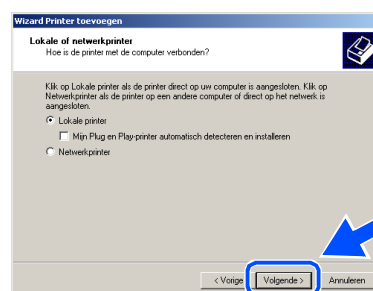 Wizard Printer toevoegen
Lokale of netwerkprinter
Hoe is de printer met de computer verbonden?
Klik op Lokale printer als de printer direct op uw computer is aangesloten. Klik op
Netwerkprinter als de printer op een andere computer of direct op het netwerk is
aangesloten.
Lokale printer
Mijn Plug en Play-printer automatisch detecteren en installeren
Netwerkprinter
< Vorige
Volgende >
Annuleren